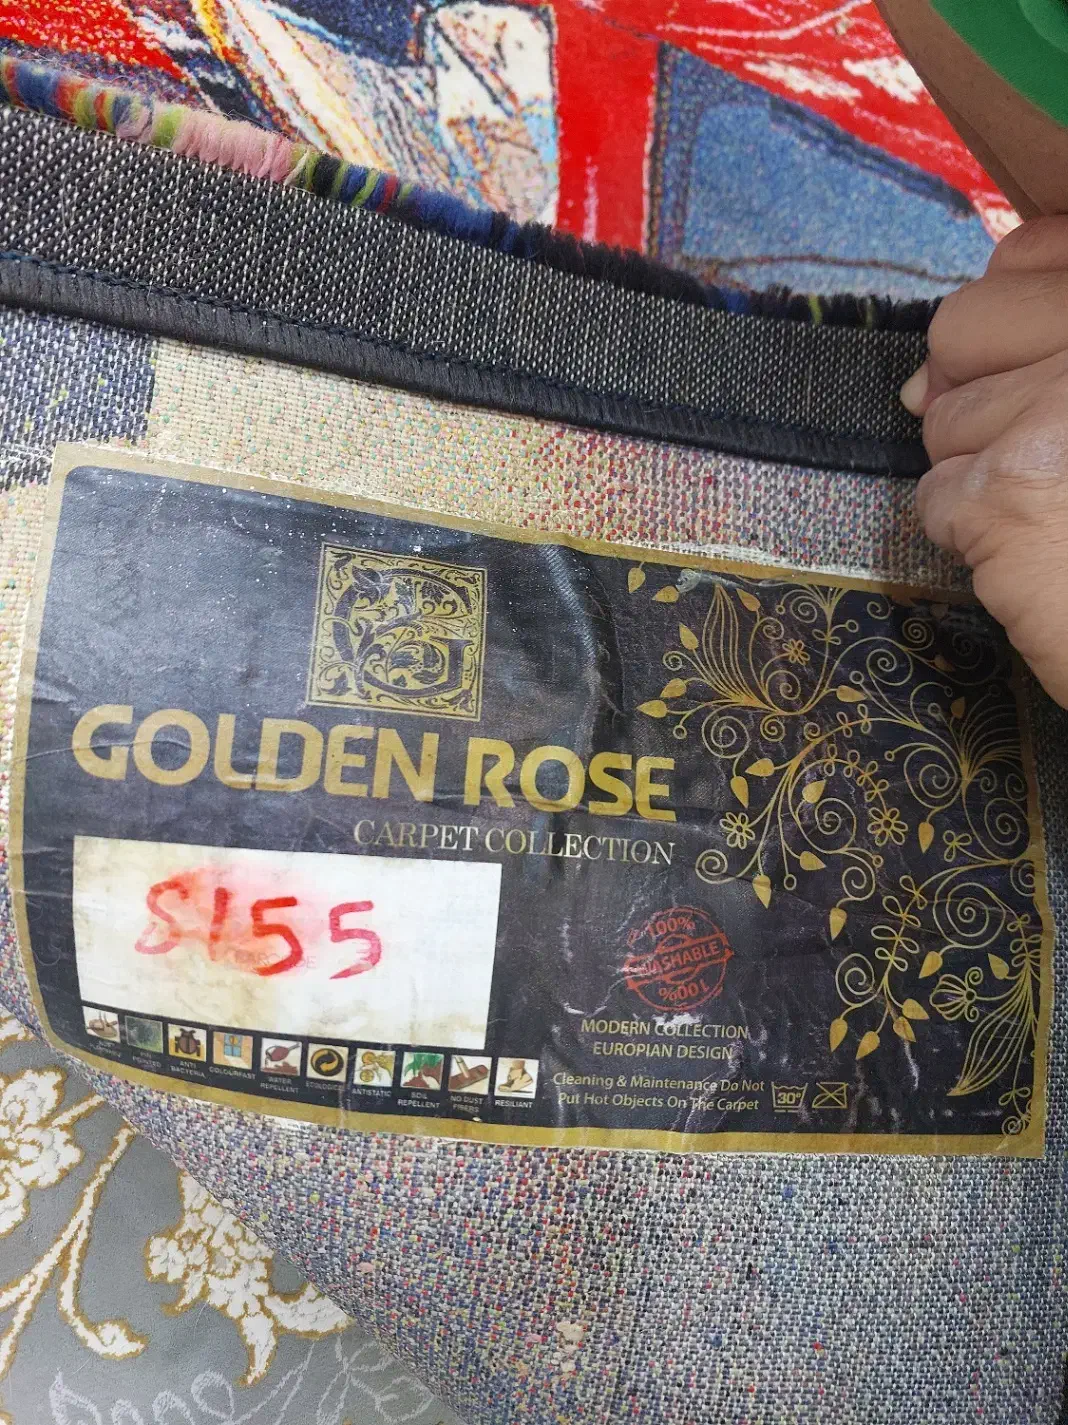 G
GOLDEN ROSE
CARPET COLLECTION
S155
100%
WASHABLE
100%
MODERN COLLECTION
EUROPIAN DESIGN
Cleaning & Maintenance Do Not
Put Hot Objects On The Carpet
30°
ANTI
BACTERIA
COLOURFAST
WATER
REPELLENT
ECOLOGIC
ANTISTATIC
SOIL
REPELLENT
NO DUST
FIBERS
RESILIANT